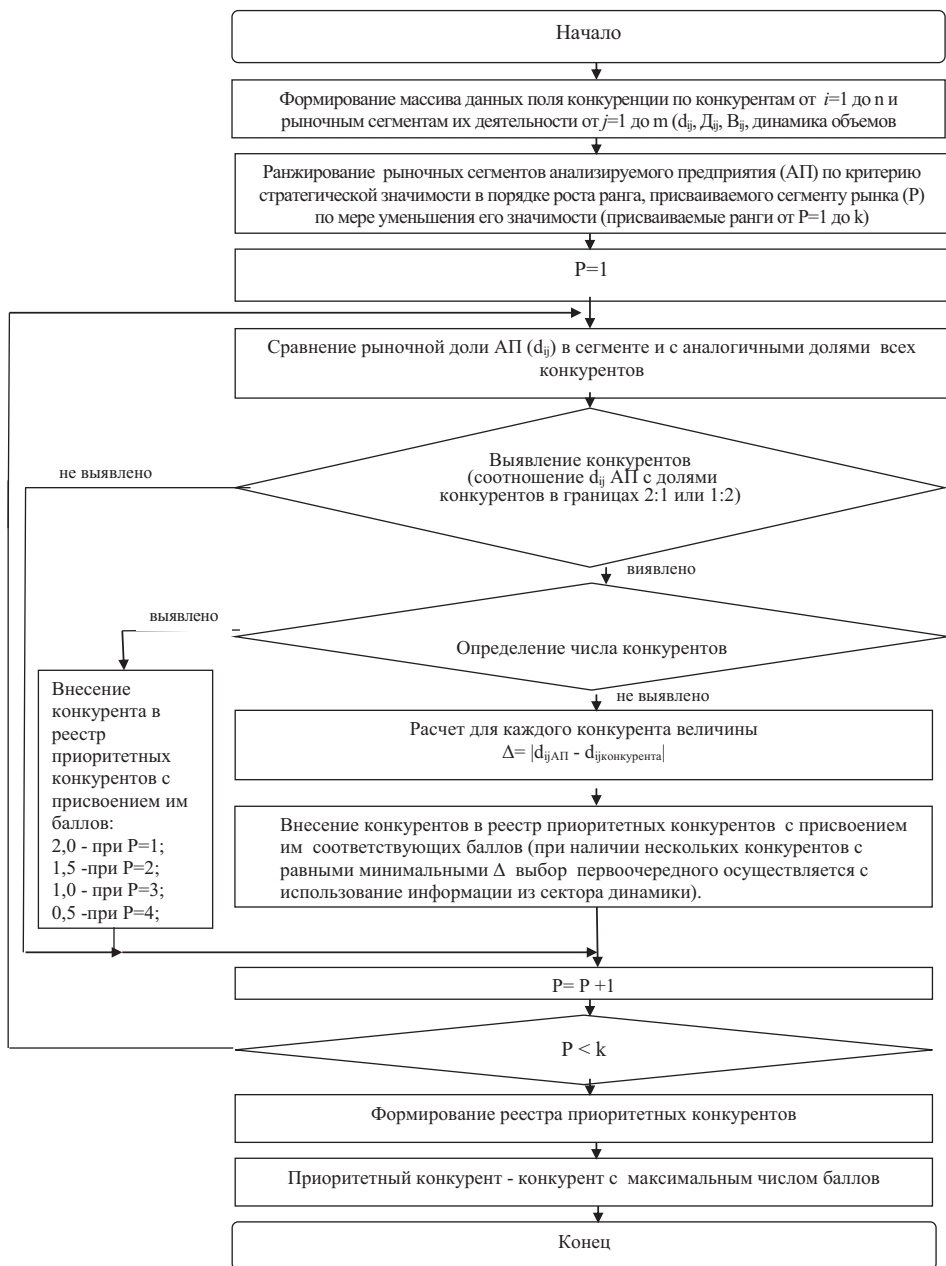 Начало
Формирование массива данных поля конкуренции по конкурентам от i=1 до n и
рыночным сегментам их деятельности от j=1 до m (dij, Дij, Вij, динамика объемов
Ранжирование рыночных сегментов анализируемого предприятия (АП) по критерию
стратегической значимости в порядке роста ранга, присваиваемого сегменту рынка (Р)
по мере уменьшения его значимости (присваиваемые ранги от Р=1 до k)
Р=1
Сравнение рыночной доли АП (dij) в сегменте и с аналогичными долями всех
конкурентов
не выявлено
Выявление конкурентов
(соотношение dij АП с долями
конкурентов в границах 2:1 или 1:2)
виявлено
выявлено
Определение числа конкурентов
не выявлено
Внесение
конкурента в
реестр
приоритетных
конкурентов с
присвоением им
баллов:
2,0 - при Р=1;
1,5 -при Р=2;
1,0 - при Р=3;
0,5 -при Р=4;
Расчет для каждого конкурента величины
Δ= |dijАП - dijконкурента|
Внесение конкурентов в реестр приоритетных конкурентов с присвоением
им соответствующих баллов (при наличии нескольких конкурентов с
равными минимальными Δ выбор первоочередного осуществляется с
использование информации из сектора динамики).
Р= Р +1
Р < k
Формирование реестра приоритетных конкурентов
Приоритетный конкурент - конкурент с максимальным числом баллов
Конец